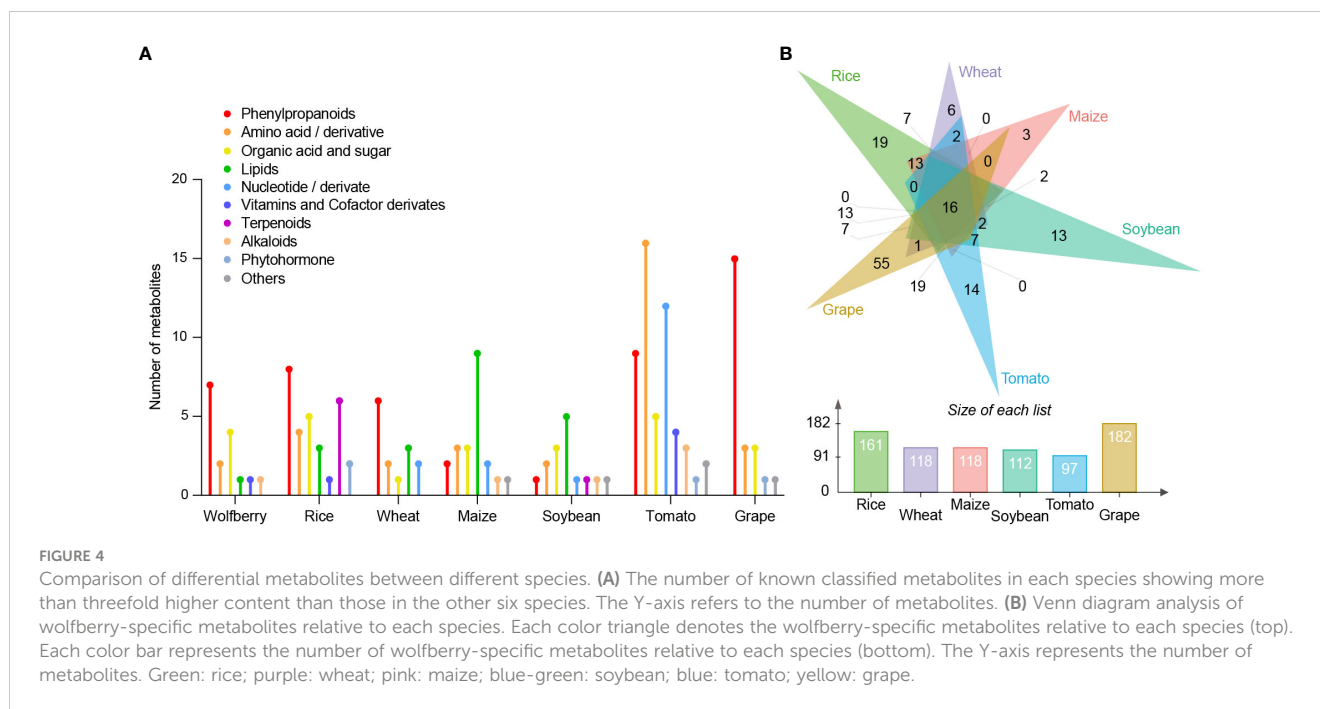 A
Phenylpropanoids
Amino acid / derivative
Organic acid and sugar
Lipids
Nucleotide / derivate
Vitamins and Cofactor derivates
Terpenoids
Alkaloids
Phytohormone
Others
Number of metabolites
20
15
10
5
0
Wolfberry Rice Wheat Maize Soybean Tomato Grape
B
Rice
Wheat
Maize
Soybean
Tomato
Grape
6
7
0
2
3
19
13
0
2
0
0
16
13
2
13
7
1
7
55
19
14
0
Size of each list
182
91
0
161
118
118
112
97
182
Rice
Wheat
Maize
Soybean
Tomato
Grape
FIGURE 4
Comparison of differential metabolites between different species. (A) The number of known classified metabolites in each species showing more
than threefold higher content than those in the other six species. The Y-axis refers to the number of metabolites. (B) Venn diagram analysis of
wolfberry-specific metabolites relative to each species. Each color triangle denotes the wolfberry-specific metabolites relative to each species (top).
Each color bar represents the number of wolfberry-specific metabolites relative to each species (bottom). The Y-axis represents the number of
metabolites. Green: rice; purple: wheat; pink: maize; blue-green: soybean; blue: tomato; yellow: grape.